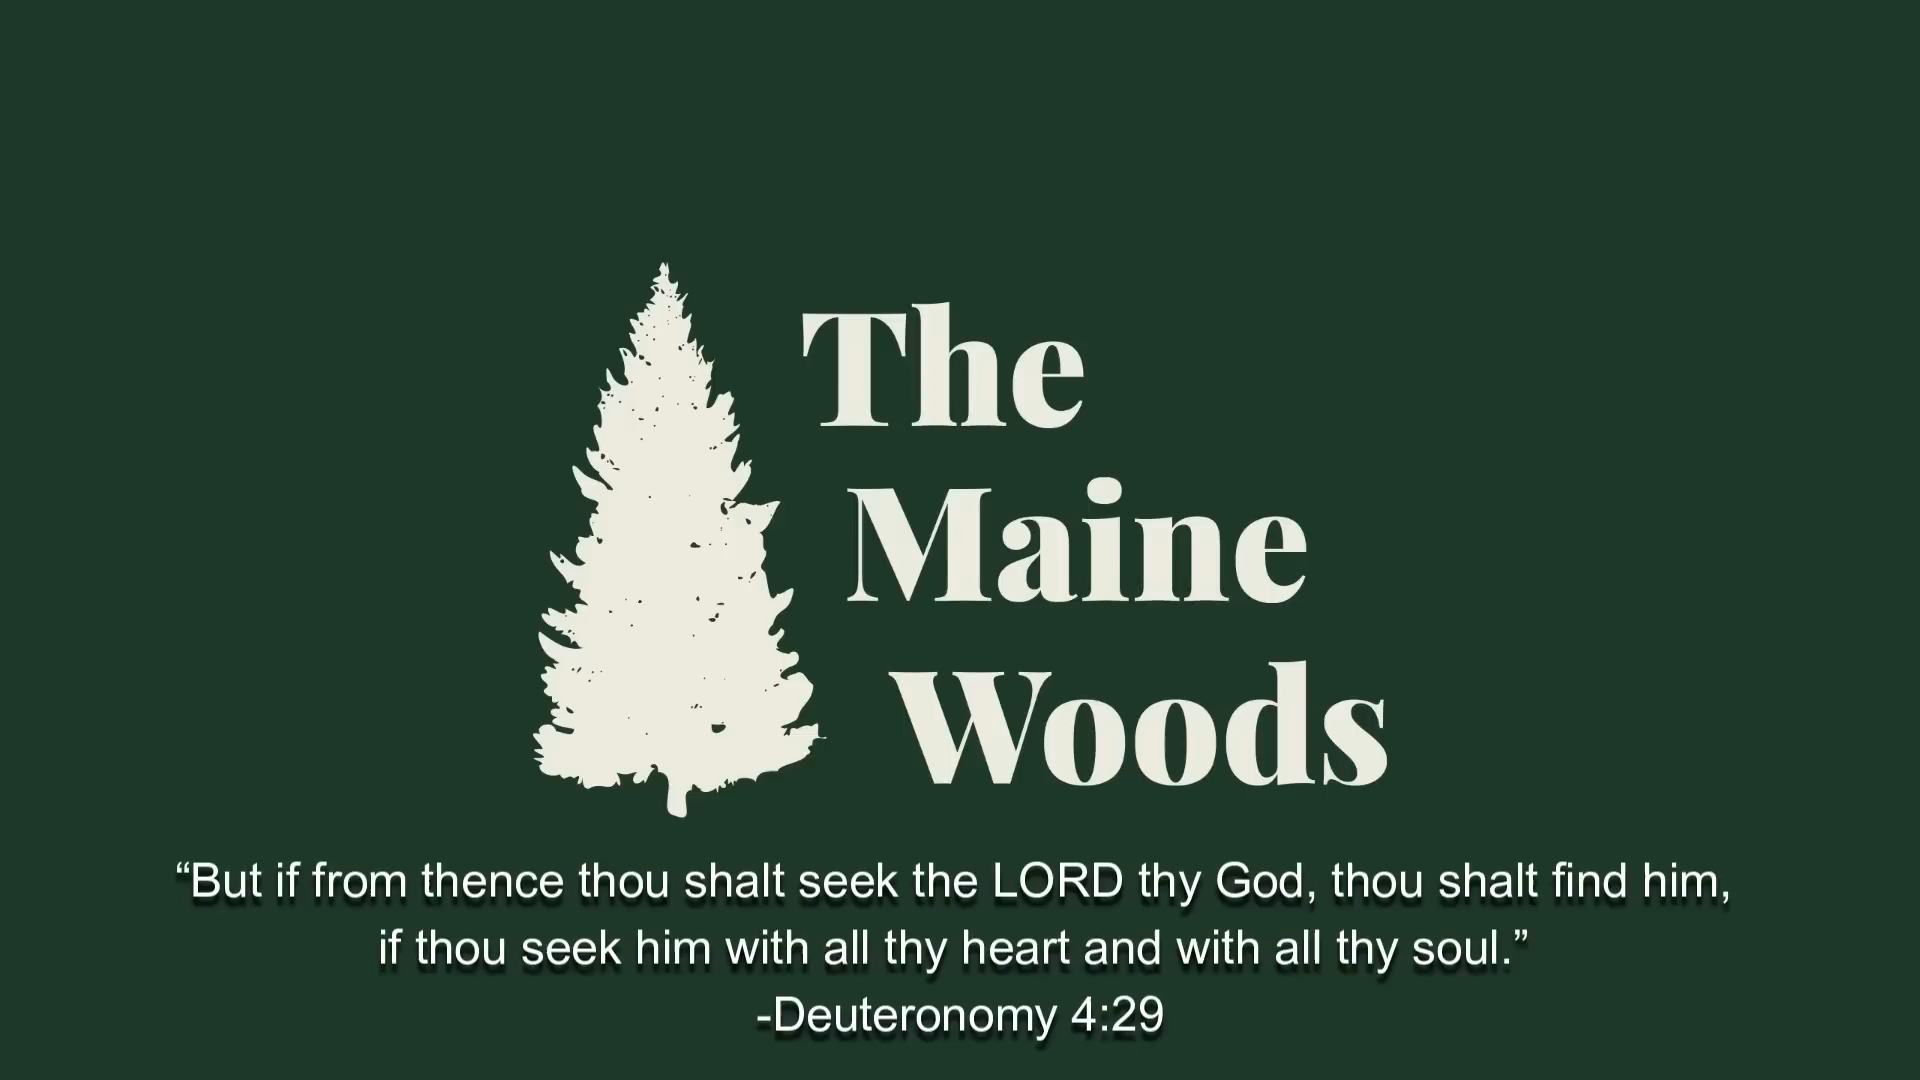 The
Maine
Woods
“But if from thence thou shalt seek the LORD thy God, thou shalt find him,
if thou seek him with all thy heart and with all thy soul.”
-Deuteronomy 4:29